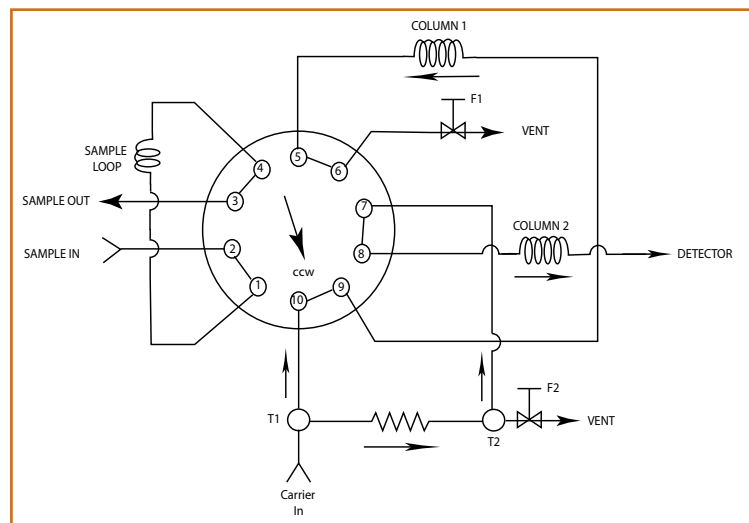 COLUMN 1
F1
VENT
SAMPLE
LOOP
4
5
6
3
7
SAMPLE OUT
SAMPLE IN
2
8
COLUMN 2
DETECTOR
ccw
1
10
9
F2
T1
T2
VENT
Carrier
In